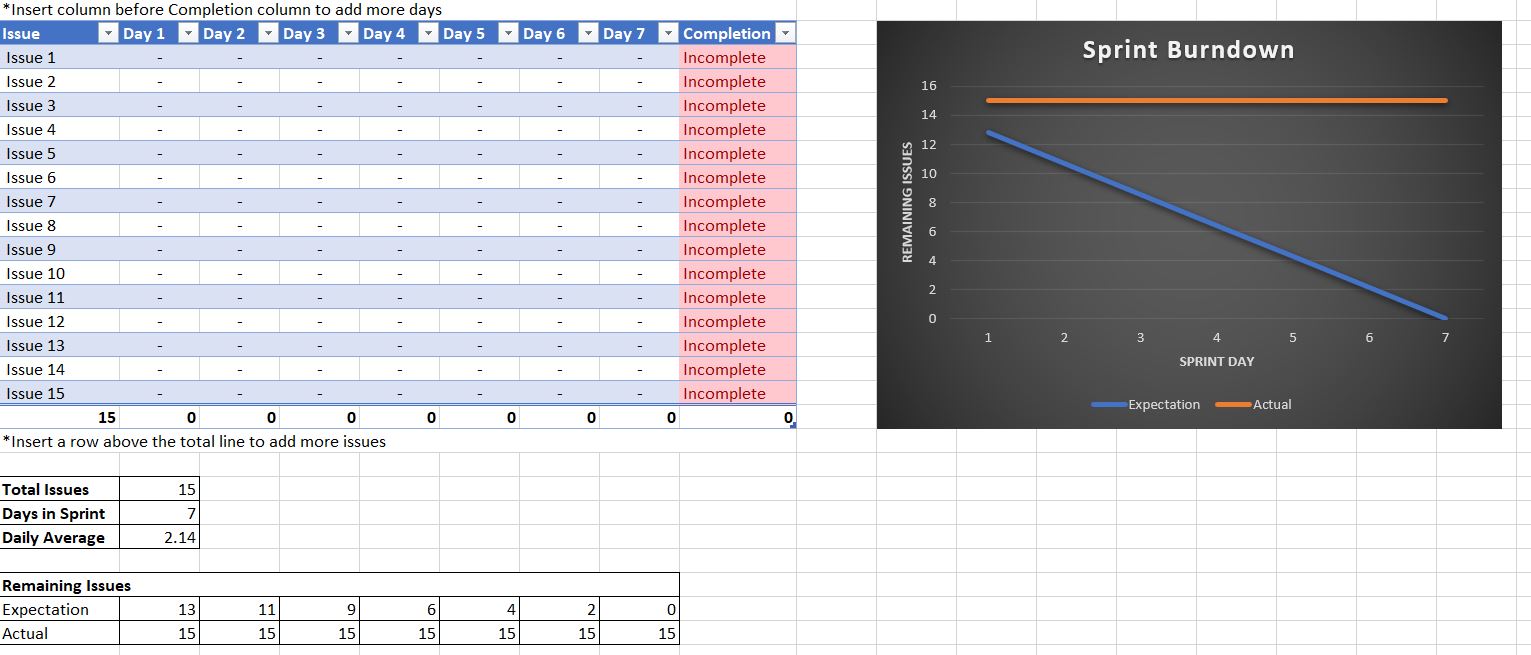 *Insert column before Completion column to add more days
Issue Day 1 Day 2 Day 3 Day 4 Day 5 Day 6 Day 7 Completion
Issue 1 - - - - - - - Incomplete
Issue 2 - - - - - - - Incomplete
Issue 3 - - - - - - - Incomplete
Issue 4 - - - - - - - Incomplete
Issue 5 - - - - - - - Incomplete
Issue 6 - - - - - - - Incomplete
Issue 7 - - - - - - - Incomplete
Issue 8 - - - - - - - Incomplete
Issue 9 - - - - - - - Incomplete
Issue 10 - - - - - - - Incomplete
Issue 11 - - - - - - - Incomplete
Issue 12 - - - - - - - Incomplete
Issue 13 - - - - - - - Incomplete
Issue 14 - - - - - - - Incomplete
Issue 15 - - - - - - - Incomplete
15 0 0 0 0 0 0 0 0
*Insert a row above the total line to add more issues
Total Issues 15
Days in Sprint 7
Daily Average 2.14
Remaining Issues
Expectation 13 11 9 6 4 2 0
Actual 15 15 15 15 15 15 15
Sprint Burndown
REMAINING ISSUES
16
14
12
10
8
6
4
2
0
1 2 3 4 5 6 7
SPRINT DAY
Expectation Actual